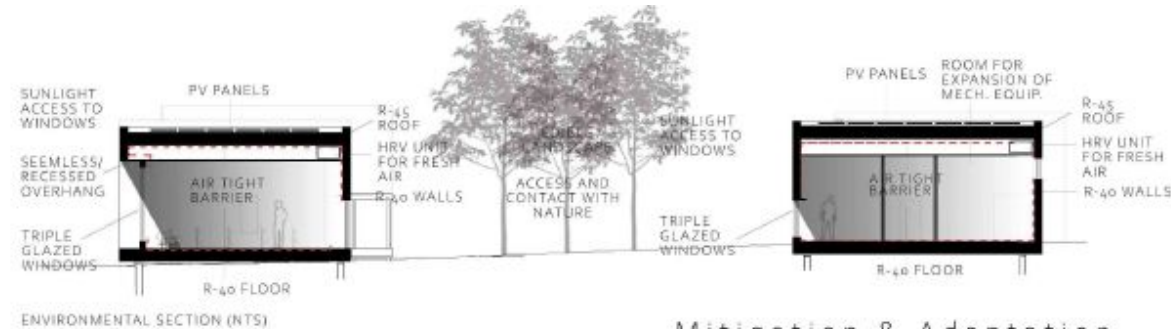 SUNLIGHT
ACCESS TO
WINDOWS
PV PANELS
R-45
ROOF
SEEMLESS/
RECESSED
OVERHANG
HRV UNIT
FOR FRESH
AIR
AIR TIGHT
BARRIER
R-40 WALLS
TRIPLE
GLAZED
WINDOWS
R-40 FLOOR
ENVIRONMENTAL SECTION (NTS)
LANDSCAPE
ACCESS AND
CONTACT WITH
NATURE
SUNLIGHT
ACCESS TO
WINDOWS
TRIPLE
GLAZED
WINDOWS
PV PANELS
ROOM FOR
EXPANSION OF
MECH. EQUIP.
R-45
ROOF
HRV UNIT
FOR FRESH
AIR
AIR TIGHT
BARRIER
R-40 WALLS
R-40 FLOOR
Mitigation & Adaptation